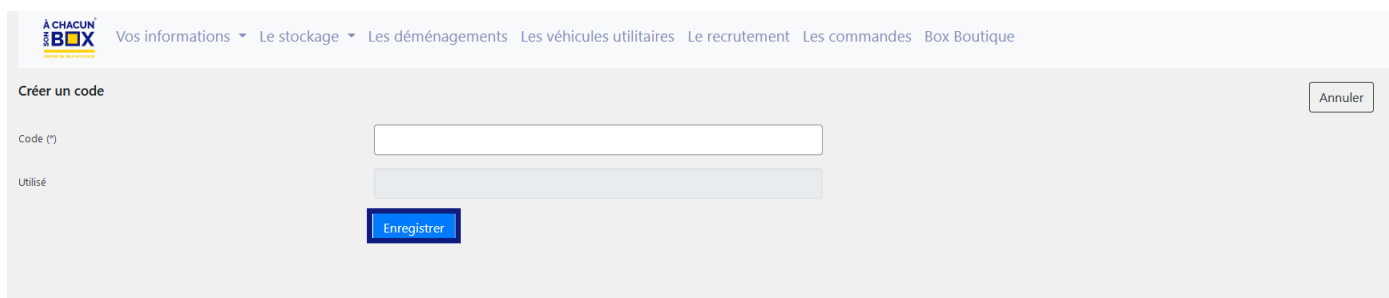 À CHACUN
SON BOX
Vos informations Le stockage Les déménagements Les véhicules utilitaires Le recrutement Les commandes Box Boutique
Créer un code
Annuler
Code (*)
Utilisé
Enregistrer